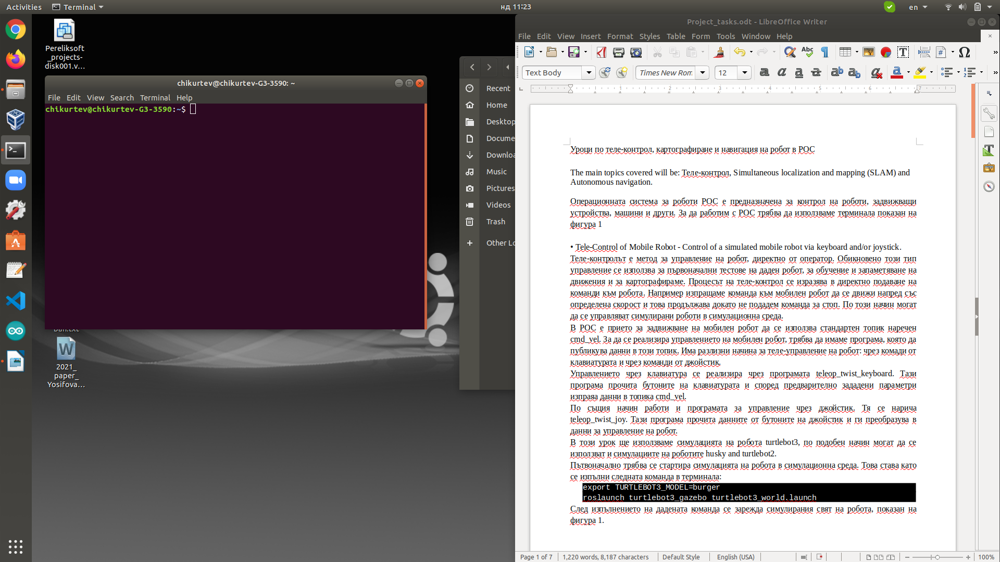 Activities
Terminal
нд 11:23
en
Pereliksoft
_projects-
disk001.v...
chikurtev@chikurtev-G3-3590: ~
File Edit View Search Terminal Help
chikurtev@chikurtev-G3-3590:~$
2021_
paper_
Yosifova...
Recent
Home
Desktop
Docume
Downloa
Music
Pictures
Videos
Trash
Other Lo
Project_tasks.odt - LibreOffice Writer
File Edit View Insert Format Styles Table Form Tools Window Help
Text Body
Times New Rom
12
1 2 3 4 5 6 7
Уроци по теле-контрол, картографиране и навигация на робот в РОС
The main topics covered will be: Теле-контрол, Simultaneous localization and mapping (SLAM) and
Autonomous navigation.
Операционната система за роботи РОС е предназначена за контрол на роботи, задвижващи
устройства, машини и други. За да работим с РОС трябва да използваме терминала показан на
фигура 1
• Tele-Control of Mobile Robot - Control of a simulated mobile robot via keyboard and/or joystick.
Теле-контролът е метод за управление на робот, директно от оператор. Обикновено този тип
управление се използва за първоначални тестове на даден робот, за обучение и запаметяване на
движения и за картографираме. Процесът на теле-контрол се изразява в директно подаване на
команди към робота. Например изпращаме команда към мобилен робот да се движи напред със
определена скорост и това продължава докато не подадем команда за стоп. По този начин могат
да се управляват симулирани роботи в симулационна среда.
В РОС е прието за задвижване на мобилен робот да се използва стандартен топик наречен
cmd_vel. За да се реализира управлението на мобилен робот, трябва да имаме програма, която да
публикува данни в този топик. Има разлизни начина за теле-управление на робот: чрез комади от
клавиатурата и чрез команди от джойстик.
Управлението чрез клавиатура се реализира чрез програмата teleop_twist_keyboard. Тази
програма прочита бутоните на клавиатурата и според предварително зададени параметри
изпраяа данни в топика cmd_vel.
По същия начин работи и програмата за управление чрез джойстик. Тя се нарича
teleop_twist_joy. Тази програма прочита данните от бутоните на джойстик и ги преобразува в
данни за управление на робот.
В този урок ще използваме симулацията на робота turtlebot3, по подобен начин могат да се
използват и симулациите на роботите husky and turtlebot2.
Пътвоначално трябва се стартира симулацията на робота в симулационна среда. Това става като
се изпълни следната команда в терминала:
export TURTLEBOT3_MODEL=burger
roslaunch turtlebot3_gazebo turtlebot3_world.launch
След изпълнението на дадената команда се зарежда симулирания свят на робота, показан на
фигура 1.
Page 1 of 7
1,220 words, 8,187 characters
Default Style
English (USA)
100%